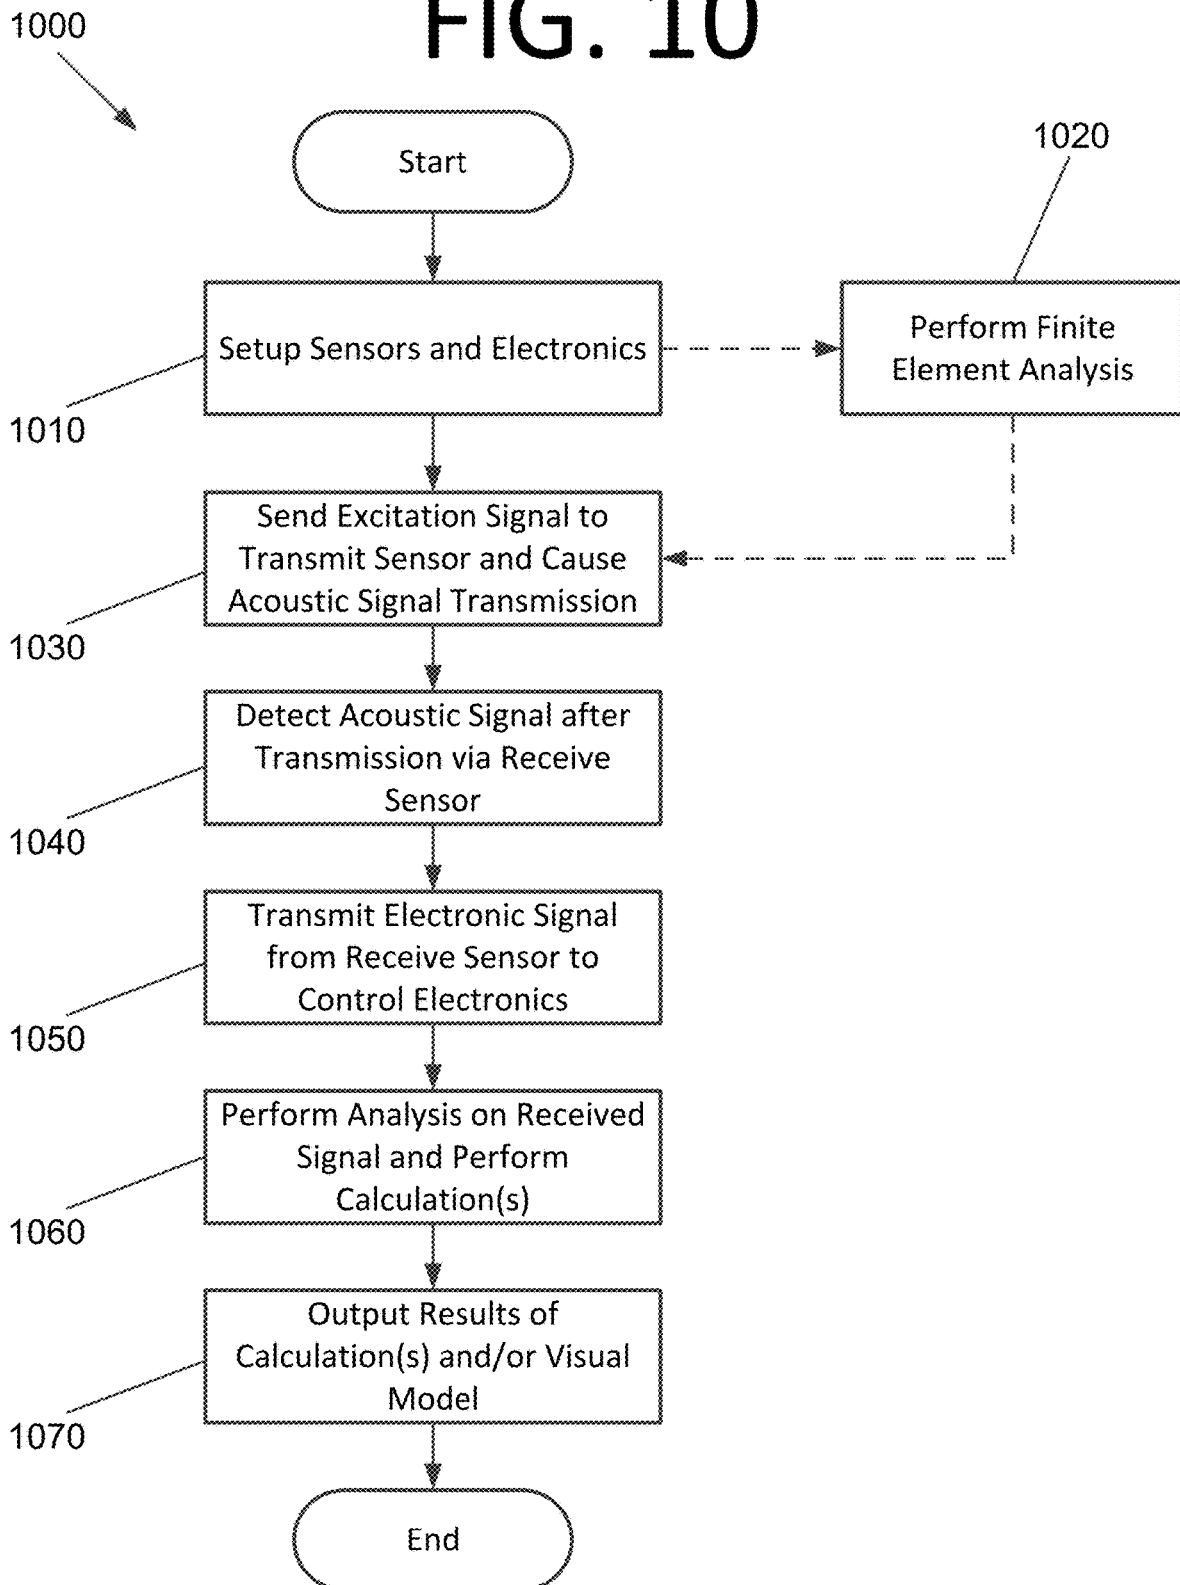 FIG. 10
1000
Start
1020
Setup Sensors and Electronics
Perform Finite
Element Analysis
1010
Send Excitation Signal to
Transmit Sensor and Cause
Acoustic Signal Transmission
1030
Detect Acoustic Signal after
Transmission via Receive
Sensor
1040
Transmit Electronic Signal
from Receive Sensor to
Control Electronics
1050
Perform Analysis on Received
Signal and Perform
Calculation(s)
1060
Output Results of
Calculation(s) and/or Visual
Model
1070
End